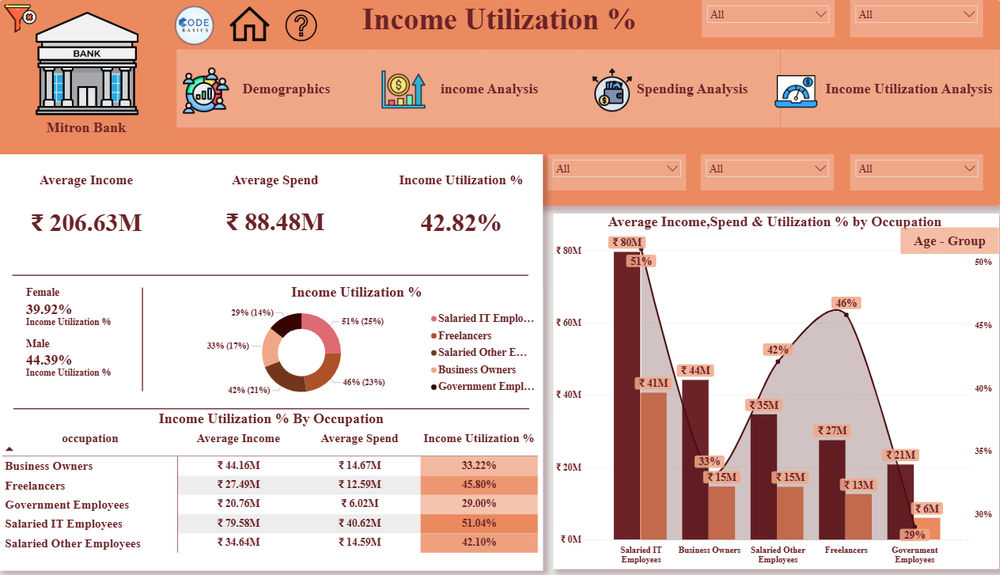 CODE
BASICS
?
Income Utilization %
All
All
BANK
Mitron Bank
Demographics
income Analysis
Spending Analysis
Income Utilization Analysis
All
All
All
Average Income
Average Spend
Income Utilization %
₹ 206.63M
₹ 88.48M
42.82%
Female
39.92%
Income Utilization %
Male
44.39%
Income Utilization %
Income Utilization %
29% (14%)
51% (25%)
33% (17%)
42% (21%)
46% (23%)
Salaried IT Emplo…
Freelancers
Salaried Other E…
Business Owners
Government Empl…
Income Utilization % By Occupation
occupation Average Income Average Spend Income Utilization %
Business Owners ₹ 44.16M ₹ 14.67M 33.22%
Freelancers ₹ 27.49M ₹ 12.59M 45.80%
Government Employees ₹ 20.76M ₹ 6.02M 29.00%
Salaried IT Employees ₹ 79.58M ₹ 40.62M 51.04%
Salaried Other Employees ₹ 34.64M ₹ 14.59M 42.10%
Average Income,Spend & Utilization % by Occupation
Age - Group
₹ 80M
₹ 60M
₹ 40M
₹ 20M
₹ 0M
50%
45%
40%
35%
30%
₹ 80M
51%
₹ 41M
₹ 44M
33%
₹ 15M
42%
₹ 35M
₹ 15M
46%
₹ 27M
₹ 13M
₹ 21M
₹ 6M
29%
Salaried IT
Employees
Business Owners
Salaried Other
Employees
Freelancers
Government
Employees